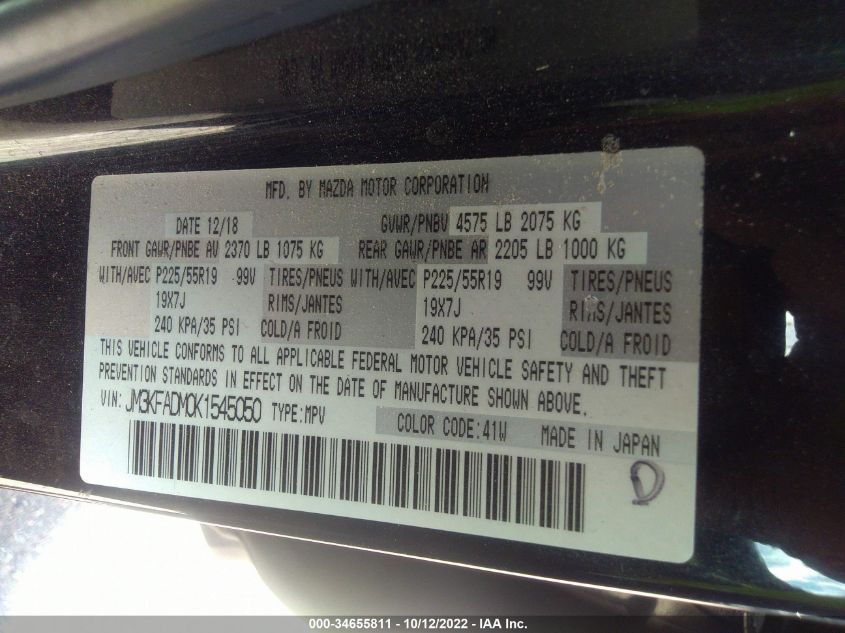 MFD. BY MAZDA MOTOR CORPORATION
DATE 12/18 GVWR/PNBV 4575 LB 2075 KG
FRONT GAWR/PNBE AV 2370 LB 1075 KG REAR GAWR/PNBE AR 2205 LB 1000 KG
WITH/AVEC P225/55R19 99V TIRES/PNEUS WITH/AVEC P225/55R19 99V TIRES/PNEUS
19X7J RIMS/JANTES 19X7J RIMS/JANTES
240 KPA/35 PSI COLD/A FROID 240 KPA/35 PSI COLD/A FROID
THIS VEHICLE CONFORMS TO ALL APPLICABLE FEDERAL MOTOR VEHICLE SAFETY AND THEFT
PREVENTION STANDARDS IN EFFECT ON THE DATE OF MANUFACTURE SHOWN ABOVE.
VIN: JM3KFADM0K1545050 TYPE:MPV COLOR CODE:41W MADE IN JAPAN
D
000-34655811 - 10/12/2022 - IAA Inc.